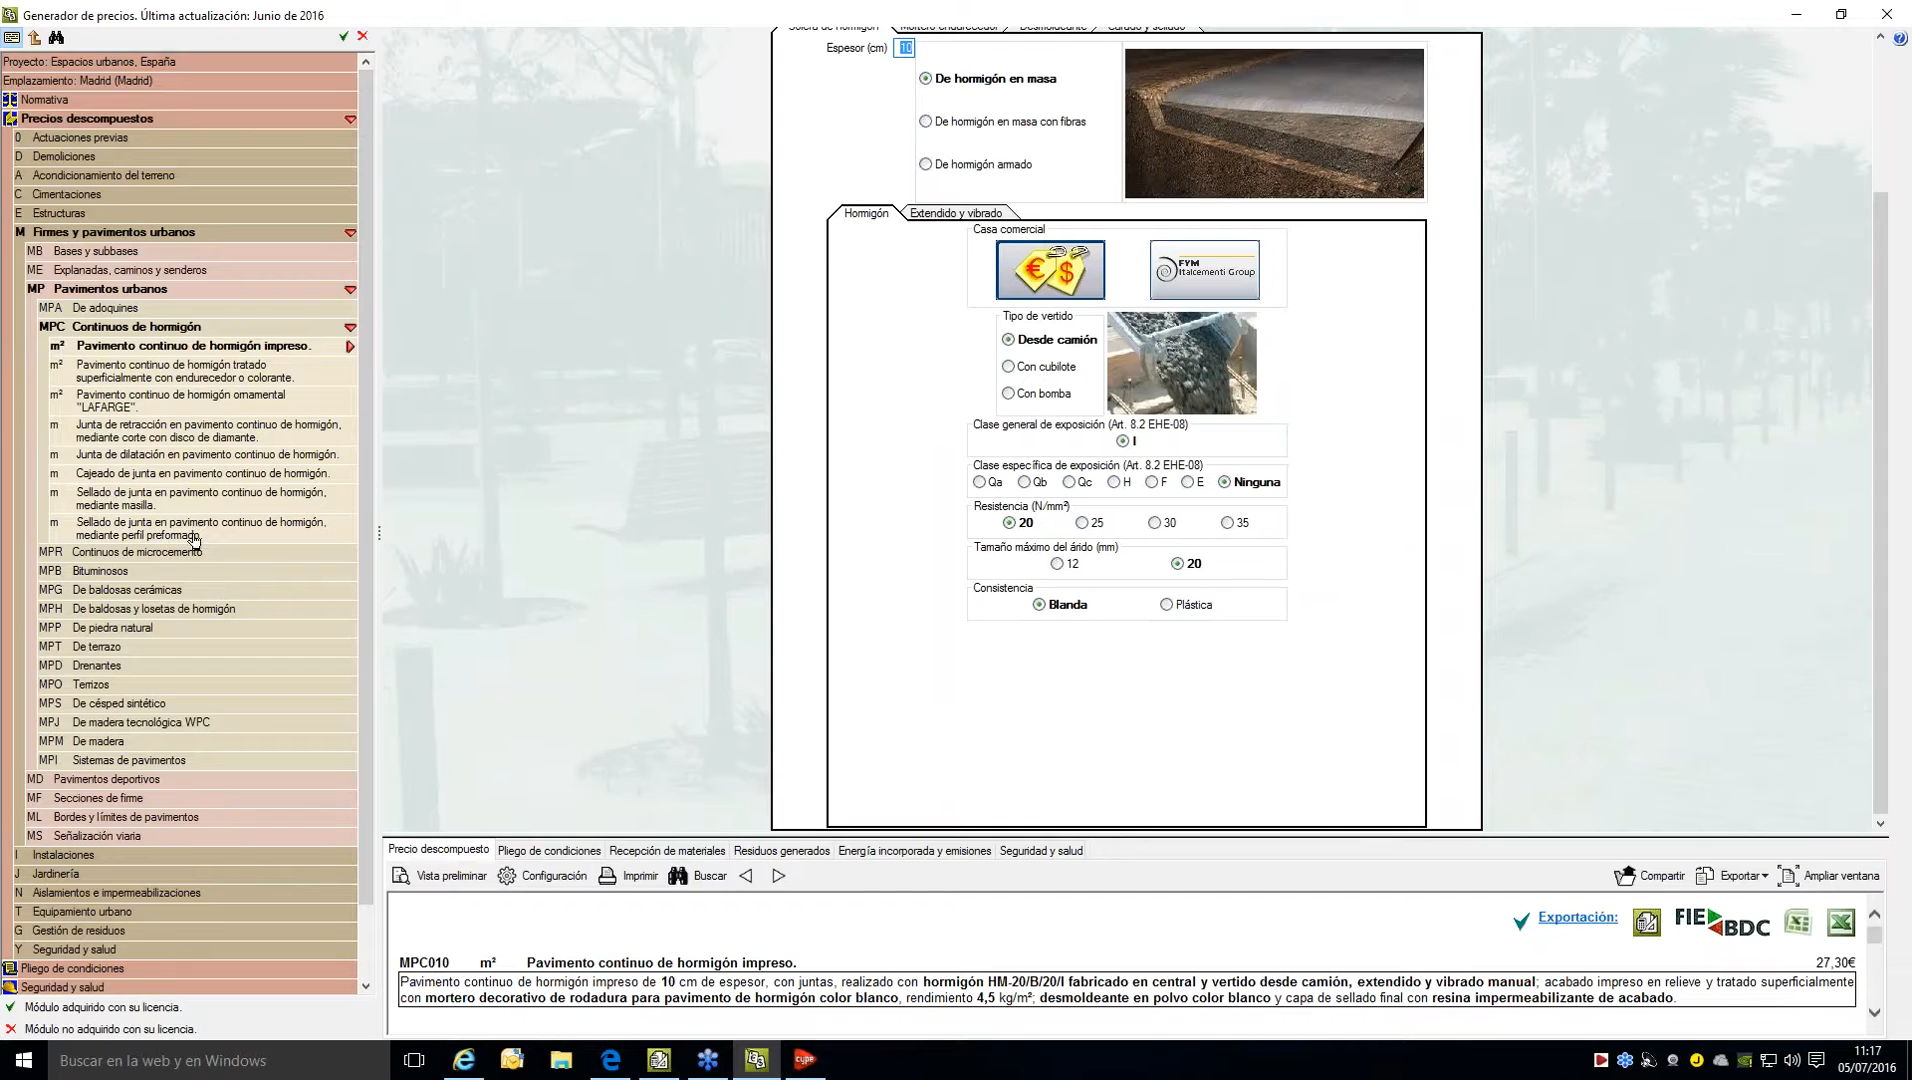 Generador de precios. Última actualización: Junio de 2016
Proyecto: Espacios urbanos, España
Emplazamiento: Madrid (Madrid)
Normativa
Precios descompuestos
0 Actuaciones previas
D Demoliciones
A Acondicionamiento del terreno
C Cimentaciones
E Estructuras
M Firmes y pavimentos urbanos
MB Bases y subbases
ME Explanadas, caminos y senderos
MP Pavimentos urbanos
MPA De adoquines
MPC Continuos de hormigón
m² Pavimento continuo de hormigón impreso.
m² Pavimento continuo de hormigón tratado
superficialmente con endurecedor o colorante.
m² Pavimento continuo de hormigón ornamental
"LAFARGE".
m Junta de retracción en pavimento continuo de hormigón,
mediante corte con disco de diamante.
m Junta de dilatación en pavimento continuo de hormigón.
m Cajeado de junta en pavimento continuo de hormigón.
m Sellado de junta en pavimento continuo de hormigón,
mediante masilla.
m Sellado de junta en pavimento continuo de hormigón,
mediante perfil preformado.
MPR Continuos de microcemento
MPB Bituminosos
MPG De baldosas cerámicas
MPH De baldosas y losetas de hormigón
MPP De piedra natural
MPT De terrazo
MPD Drenantes
MPO Terrizos
MPS De césped sintético
MPJ De madera tecnológica WPC
MPM De madera
MPI Sistemas de pavimentos
MD Pavimentos deportivos
MF Secciones de firme
ML Bordes y límites de pavimentos
MS Señalización viaria
I Instalaciones
J Jardinería
N Aislamientos e impermeabilizaciones
T Equipamiento urbano
G Gestión de residuos
Y Seguridad y salud
Pliego de condiciones
Seguridad y salud
Módulo adquirido con su licencia.
Módulo no adquirido con su licencia.
Solera de hormigón Mortero endurecedor Desmoldeante Curado y sellado
Espesor (cm) 10
De hormigón en masa
De hormigón en masa con fibras
De hormigón armado
Hormigón Extendido y vibrado
Casa comercial
€ $
FYM
Italcementi Group
Tipo de vertido
Desde camión
Con cubilote
Con bomba
Clase general de exposición (Art. 8.2 EHE-08)
I
Clase específica de exposición (Art. 8.2 EHE-08)
Qa Qb Qc H F E Ninguna
Resistencia (N/mm²)
20 25 30 35
Tamaño máximo del árido (mm)
12 20
Consistencia
Blanda Plástica
Precio descompuesto Pliego de condiciones Recepción de materiales Residuos generados Energía incorporada y emisiones Seguridad y salud
Vista preliminar Configuración Imprimir Buscar Compartir Exportar Ampliar ventana
Exportación: FIE BDC
MPC010 m² Pavimento continuo de hormigón impreso. 27,30€
Pavimento continuo de hormigón impreso de 10 cm de espesor, con juntas, realizado con hormigón HM-20/B/20/I fabricado en central y vertido desde camión, extendido y vibrado manual; acabado impreso en relieve y tratado superficialmente
con mortero decorativo de rodadura para pavimento de hormigón color blanco, rendimiento 4,5 kg/m²; desmoldeante en polvo color blanco y capa de sellado final con resina impermeabilizante de acabado.
Buscar en la web y en Windows
cype
11:17
05/07/2016